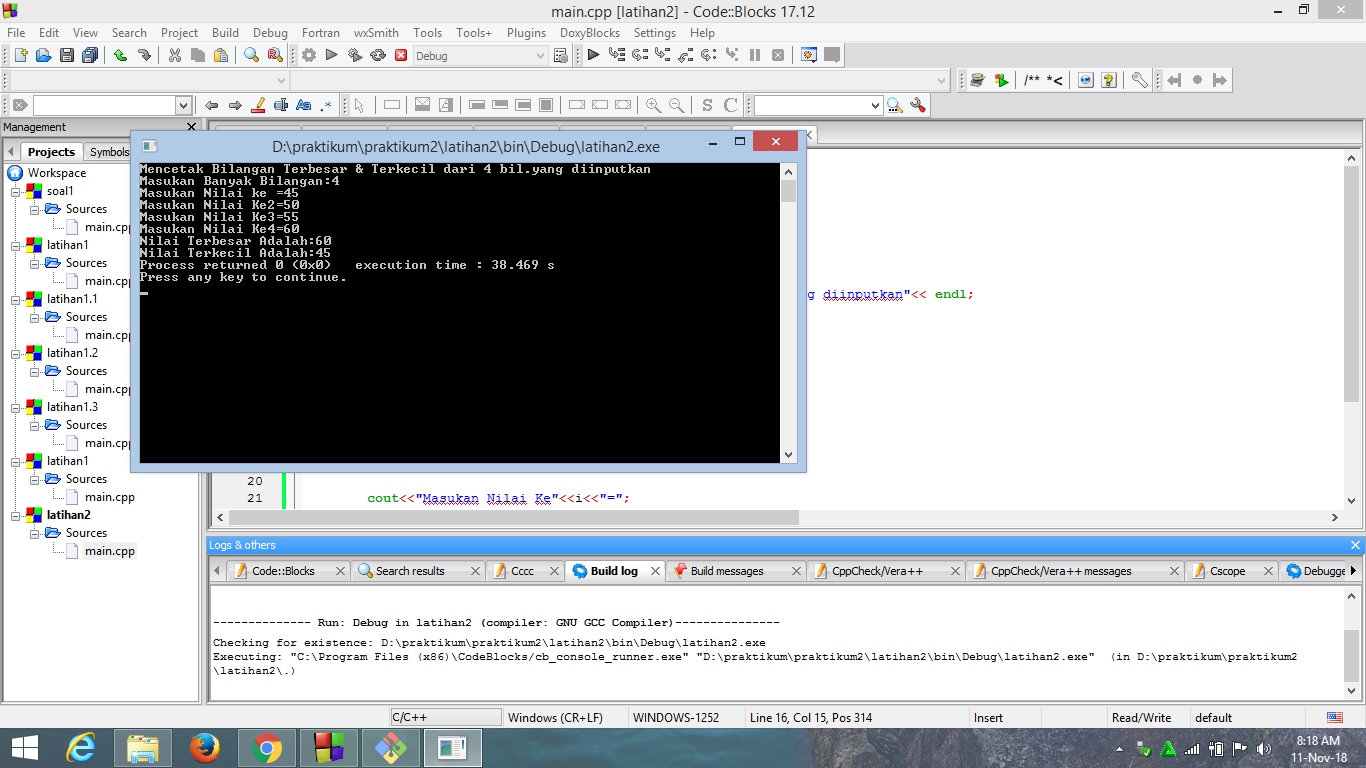 main.cpp [latihan2] - Code::Blocks 17.12
File Edit View Search Project Build Debug Fortran wxSmith Tools Tools+ Plugins DoxyBlocks Settings Help
Debug
/** *<
Management
Projects Symbols
Workspace
soal1
Sources
main.cpp
latihan1
Sources
main.cpp
latihan1.1
Sources
main.cpp
latihan1.2
Sources
main.cpp
latihan1.3
Sources
main.cpp
latihan1
Sources
main.cpp
latihan2
Sources
main.cpp
D:\praktikum\praktikum2\latihan2\bin\Debug\latihan2.exe
Mencetak Bilangan Terbesar & Terkecil dari 4 bil.yang diinputkan
Masukan Banyak Bilangan:4
Masukan Nilai ke =45
Masukan Nilai Ke2=50
Masukan Nilai Ke3=55
Masukan Nilai Ke4=60
Nilai Terbesar Adalah:60
Nilai Terkecil Adalah:45
Process returned 0 (0x0) execution time : 38.469 s
Press any key to continue.
g diinputkan"<< endl;
20
21 cout<<"Masukan Nilai Ke"<<i<<"=";
Logs & others
Code::Blocks Search results Cccc Build log Build messages CppCheck/Vera++ CppCheck/Vera++ messages Cscope Debugge
-------------- Run: Debug in latihan2 (compiler: GNU GCC Compiler)---------------
Checking for existence: D:\praktikum\praktikum2\latihan2\bin\Debug\latihan2.exe
Executing: "C:\Program Files (x86)\CodeBlocks/cb_console_runner.exe" "D:\praktikum\praktikum2\latihan2\bin\Debug\latihan2.exe" (in D:\praktikum\praktikum2
\latihan2\.)
C/C++ Windows (CR+LF) WINDOWS-1252 Line 16, Col 15, Pos 314 Insert Read/Write default
8:18 AM
11-Nov-18